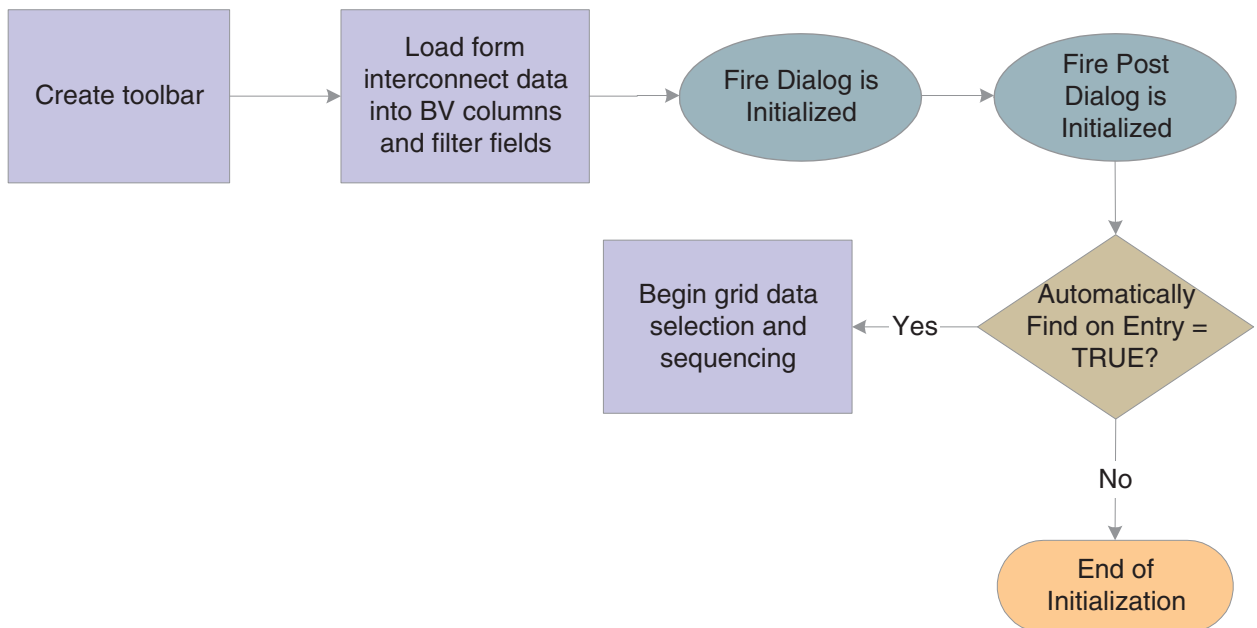 Create toolbar
Load form
interconnect data
into BV columns
and filter fields
Fire Dialog is
Initialized
Fire Post
Dialog is
Initialized
Automatically
Find on Entry =
TRUE?
Yes
Begin grid data
selection and
sequencing
No
End of
Initialization